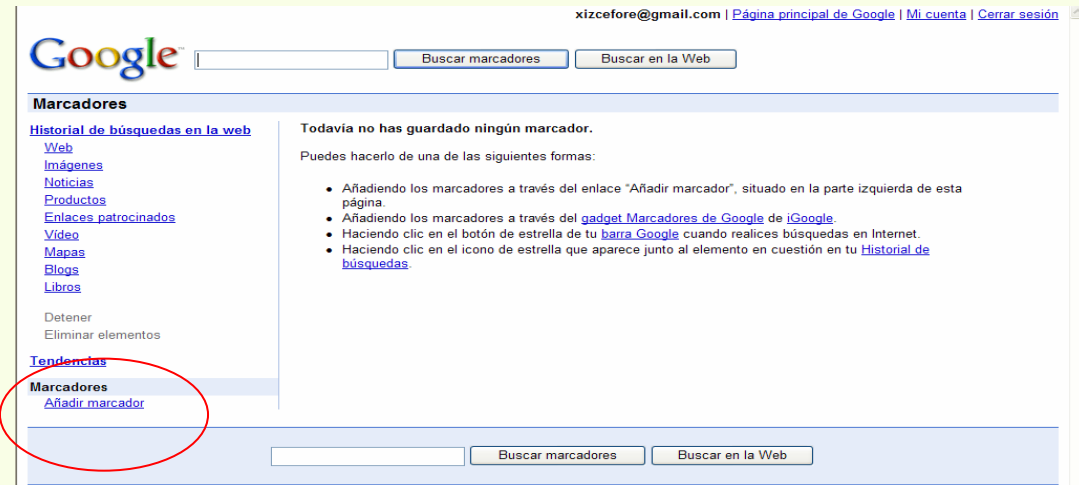 xizcefore@gmail.com | Página principal de Google | Mi cuenta | Cerrar sesión
Google™
Buscar marcadores
Buscar en la Web
Marcadores
Historial de búsquedas en la web
Web
Imágenes
Noticias
Productos
Enlaces patrocinados
Vídeo
Mapas
Blogs
Libros
Detener
Eliminar elementos
Tendencias
Marcadores
Añadir marcador
Todavía no has guardado ningún marcador.
Puedes hacerlo de una de las siguientes formas:
• Añadiendo los marcadores a través del enlace “Añadir marcador”, situado en la parte izquierda de esta
página.
• Añadiendo los marcadores a través del gadget Marcadores de Google de iGoogle.
• Haciendo clic en el botón de estrella de tu barra Google cuando realices búsquedas en Internet.
• Haciendo clic en el icono de estrella que aparece junto al elemento en cuestión en tu Historial de
búsquedas.
Buscar marcadores
Buscar en la Web